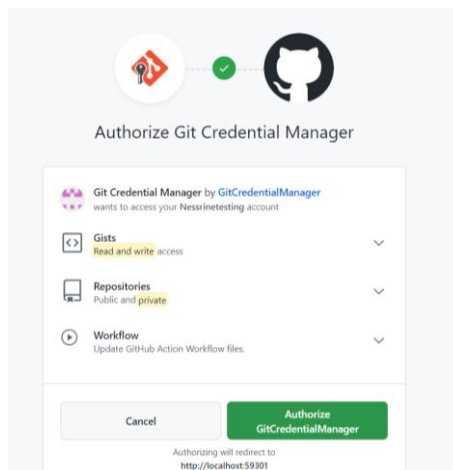 Authorize Git Credential Manager
Git Credential Manager by GitCredentialManager
wants to access your Nessrinetesting account
Gists
Read and write access
Repositories
Public and private
Workflow
Update GitHub Action Workflow files.
Cancel
Authorize
GitCredentialManager
Authorizing will redirect to
http://localhost:59301